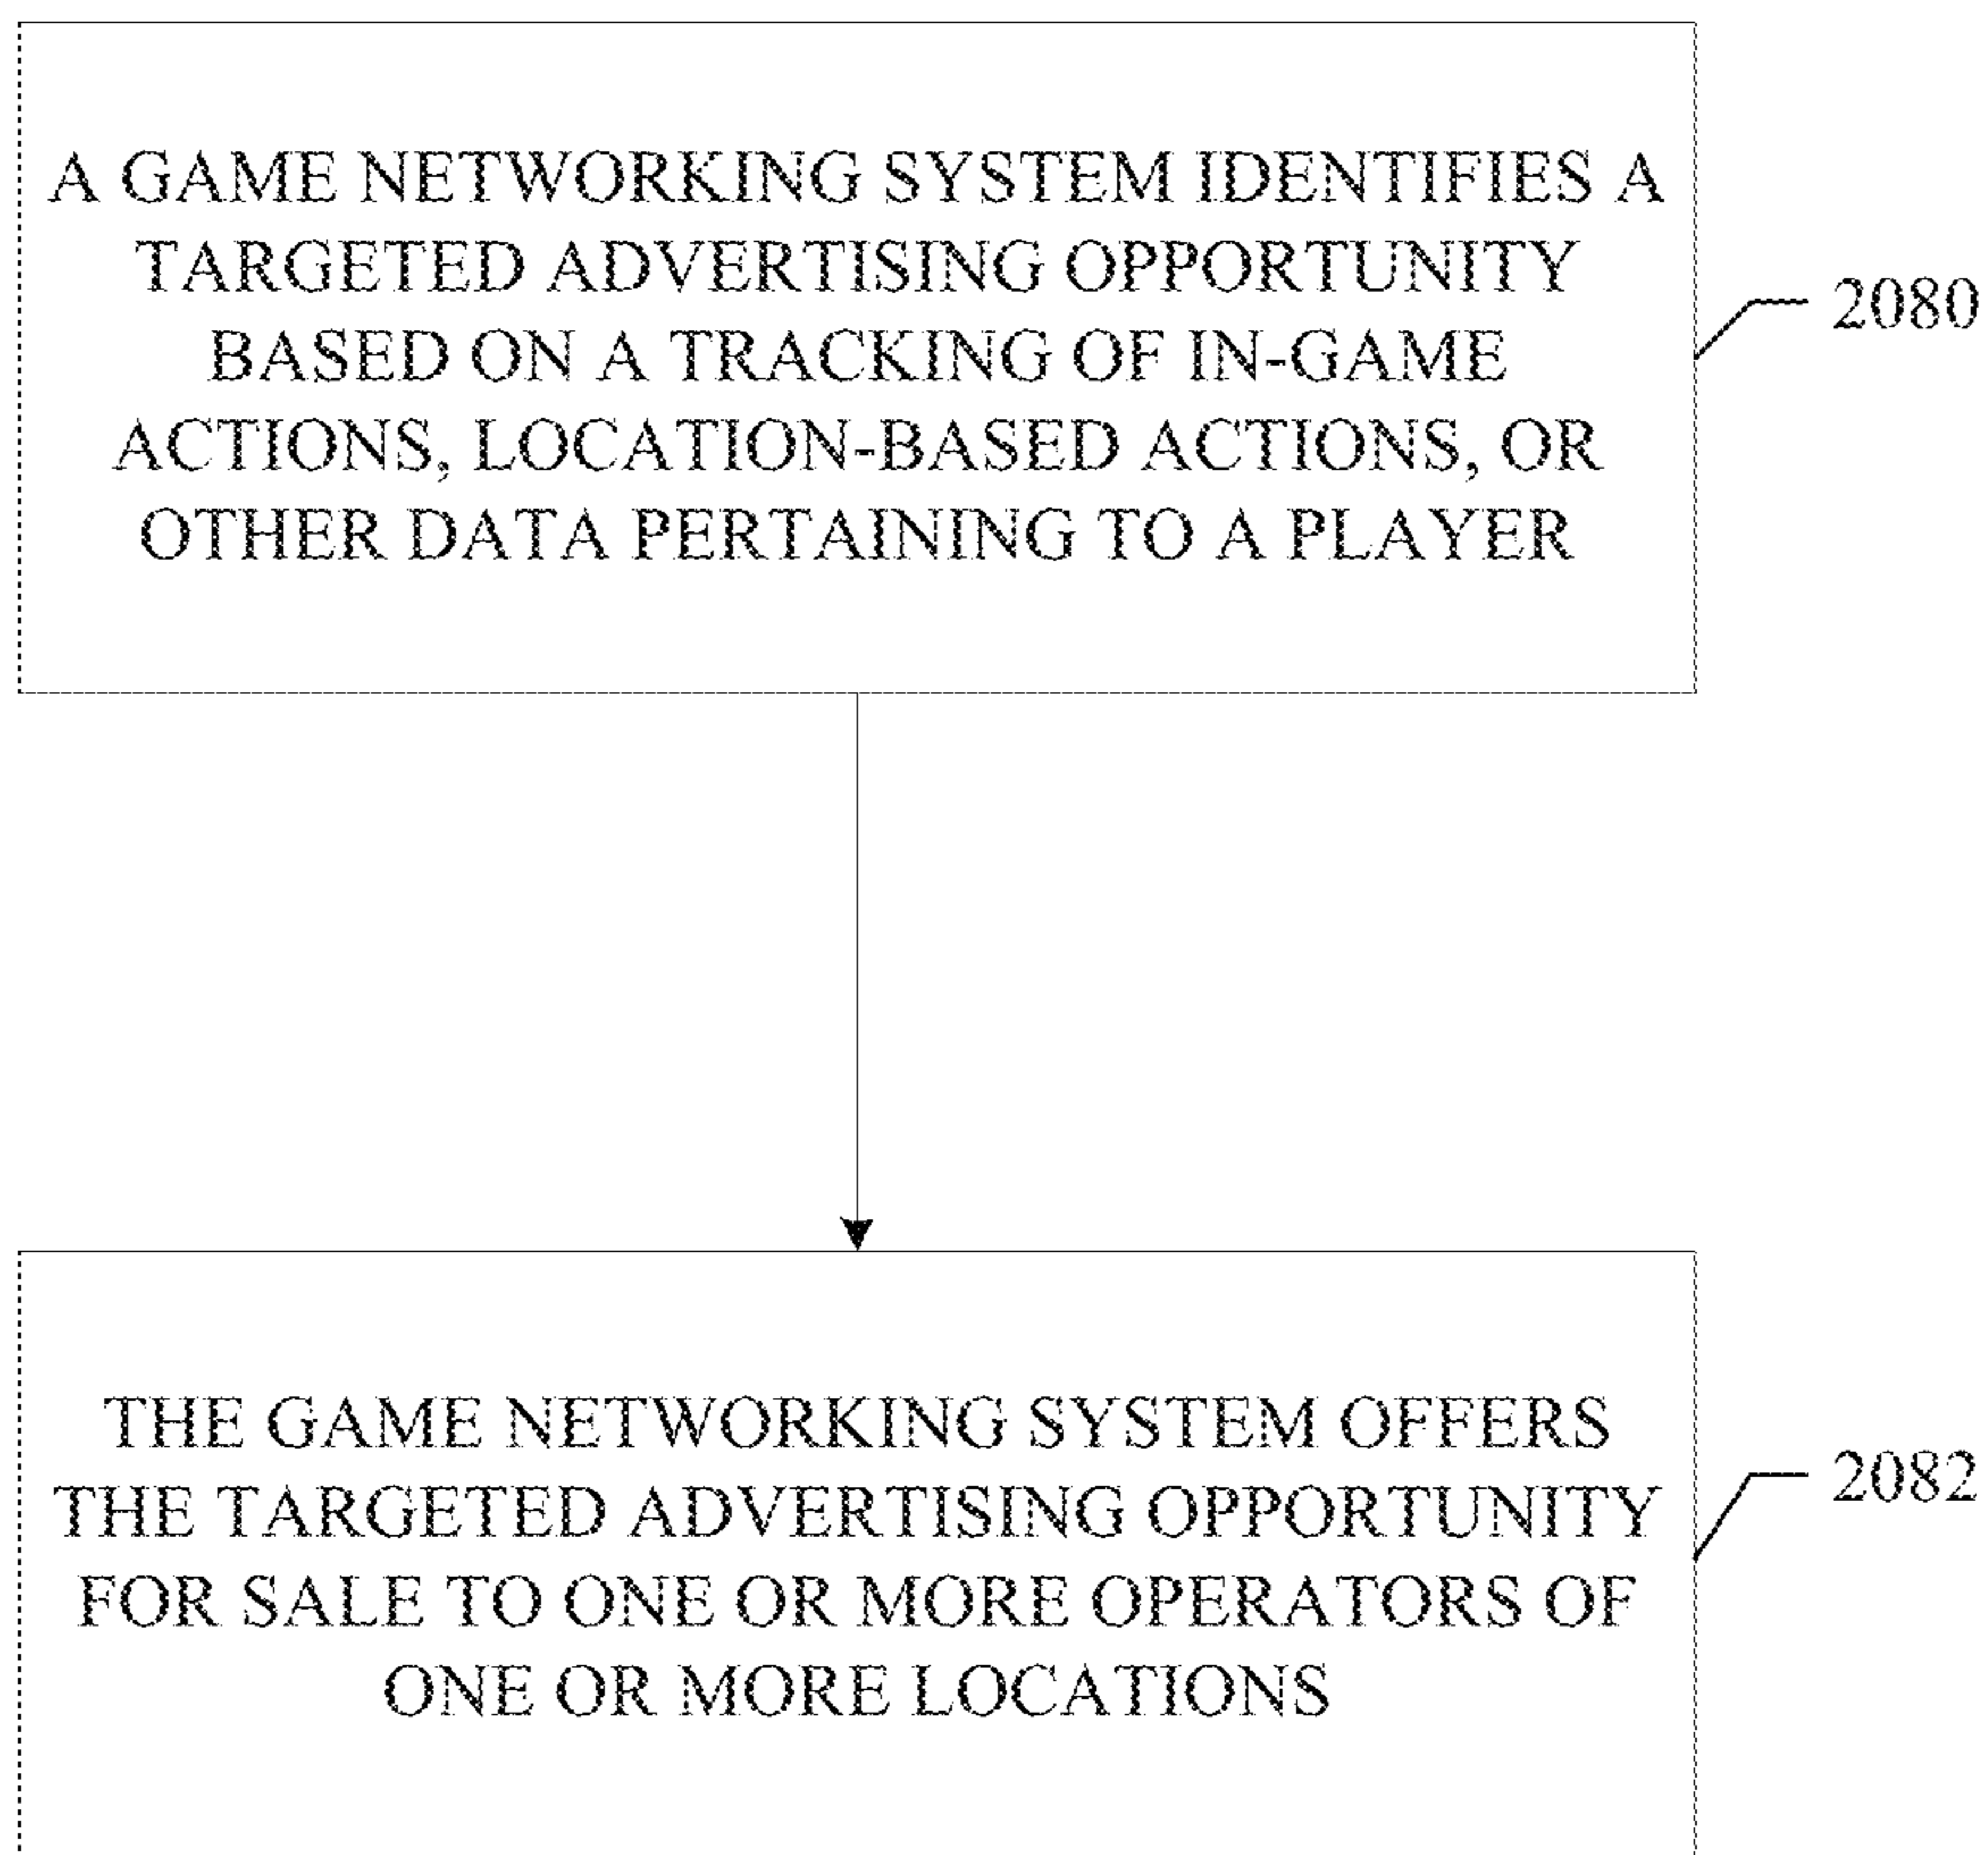 A GAME NETWORKING SYSTEM IDENTIFIES A
TARGETED ADVERTISING OPPORTUNITY
BASED ON A TRACKING OF IN-GAME
ACTIONS, LOCATION-BASED ACTIONS, OR
OTHER DATA PERTAINING TO A PLAYER
2080
THE GAME NETWORKING SYSTEM OFFERS
THE TARGETED ADVERTISING OPPORTUNITY
FOR SALE TO ONE OR MORE OPERATORS OF
ONE OR MORE LOCATIONS
2082